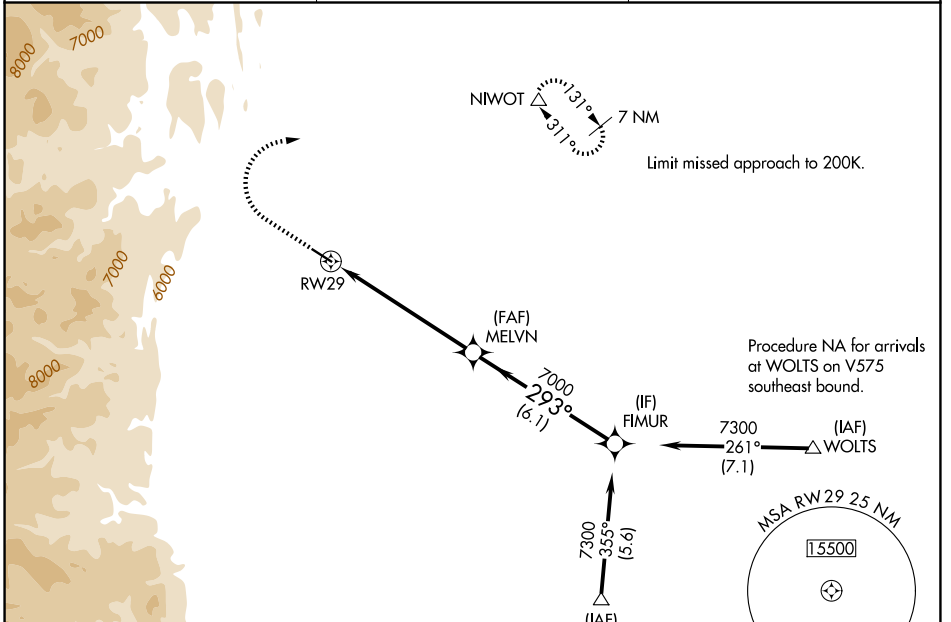 8000
7000
NIWOT
131°
311°
7 NM
Limit missed approach to 200K.
7000
6000
8000
RW29
(FAF)
MELVN
7000
293°
(6.1)
(IF)
FIMUR
Procedure NA for arrivals
at WOLTS on V575
southeast bound.
7300
261°
(7.1)
(IAF)
WOLTS
7300
355°
(5.6)
(IAF)
MSA RW 29 25 NM
15500